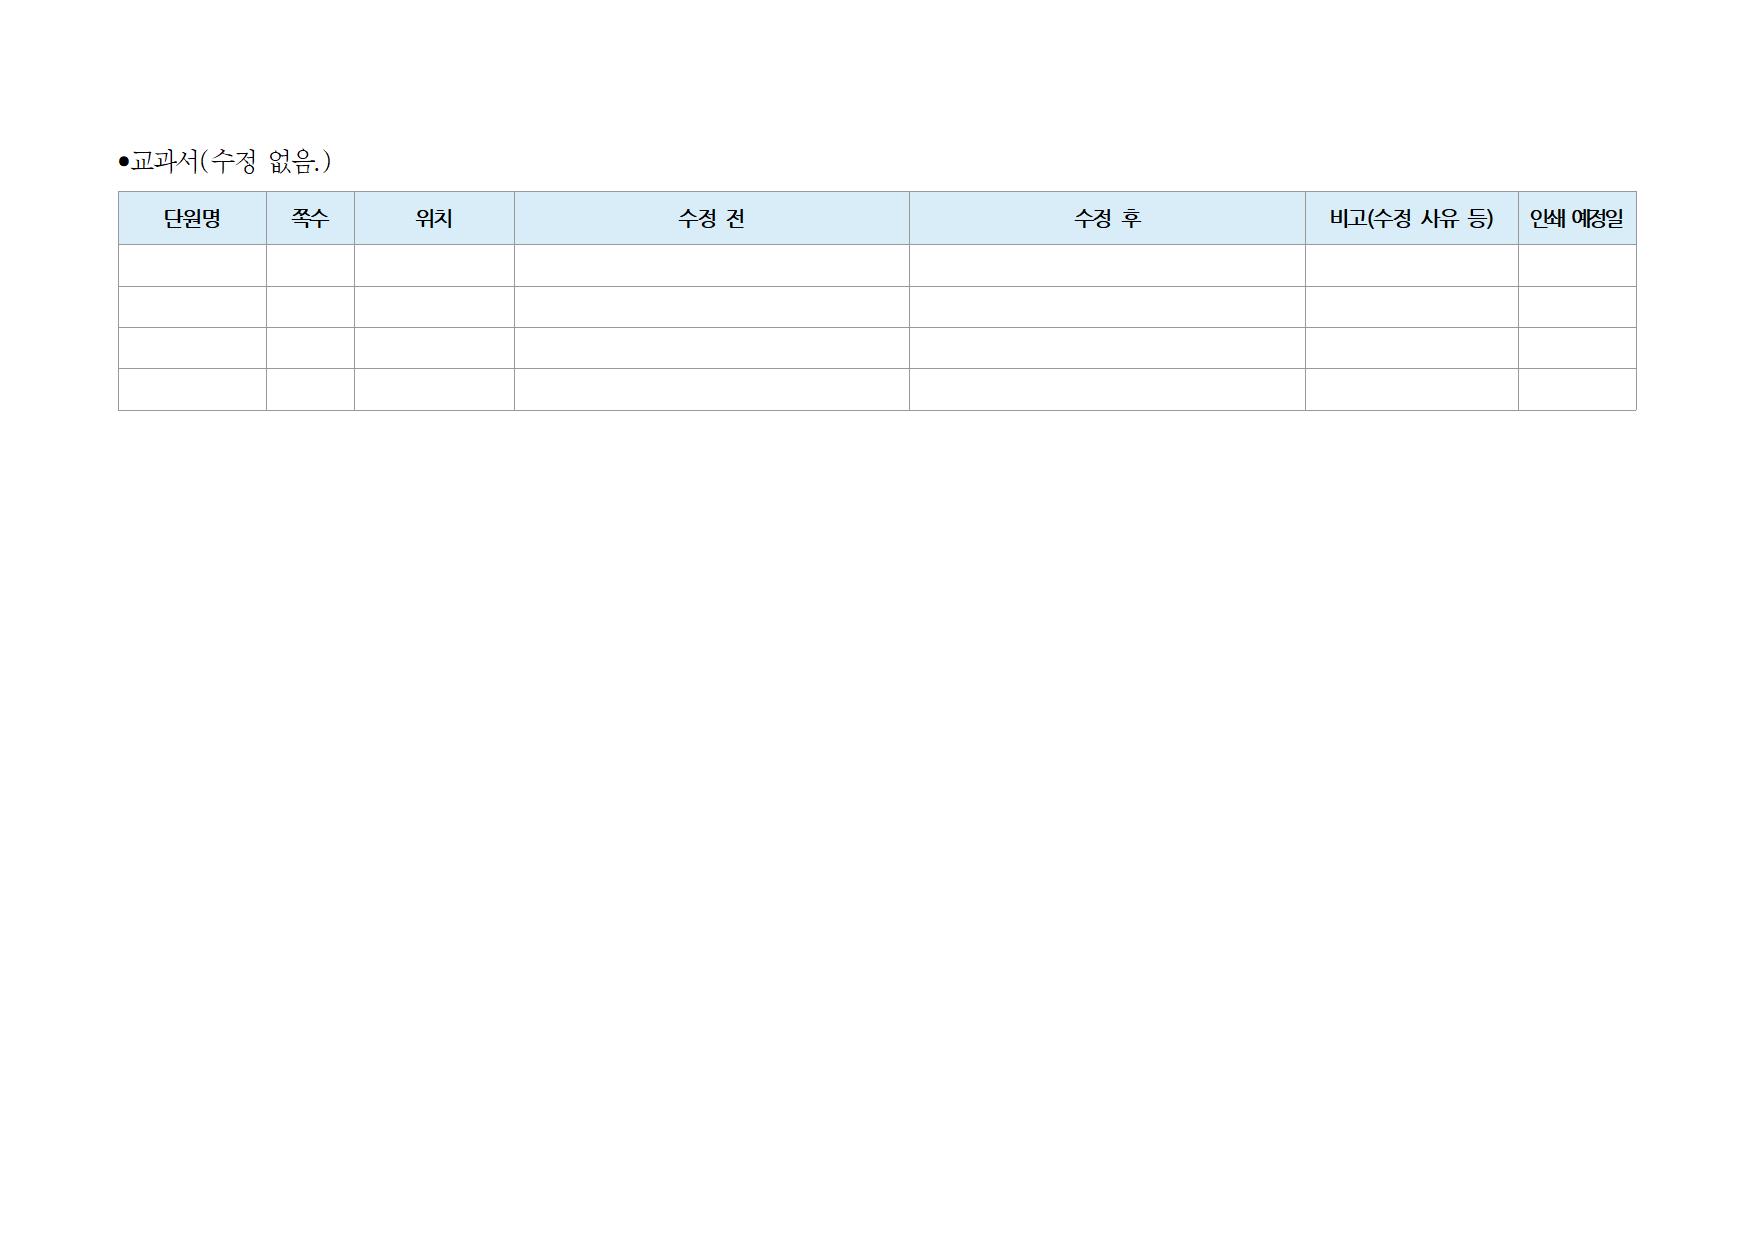 ●교과서(수정 없음.)
단원명 쪽수 위치 수정 전 수정 후 비고(수정 사유 등) 인쇄 예정일